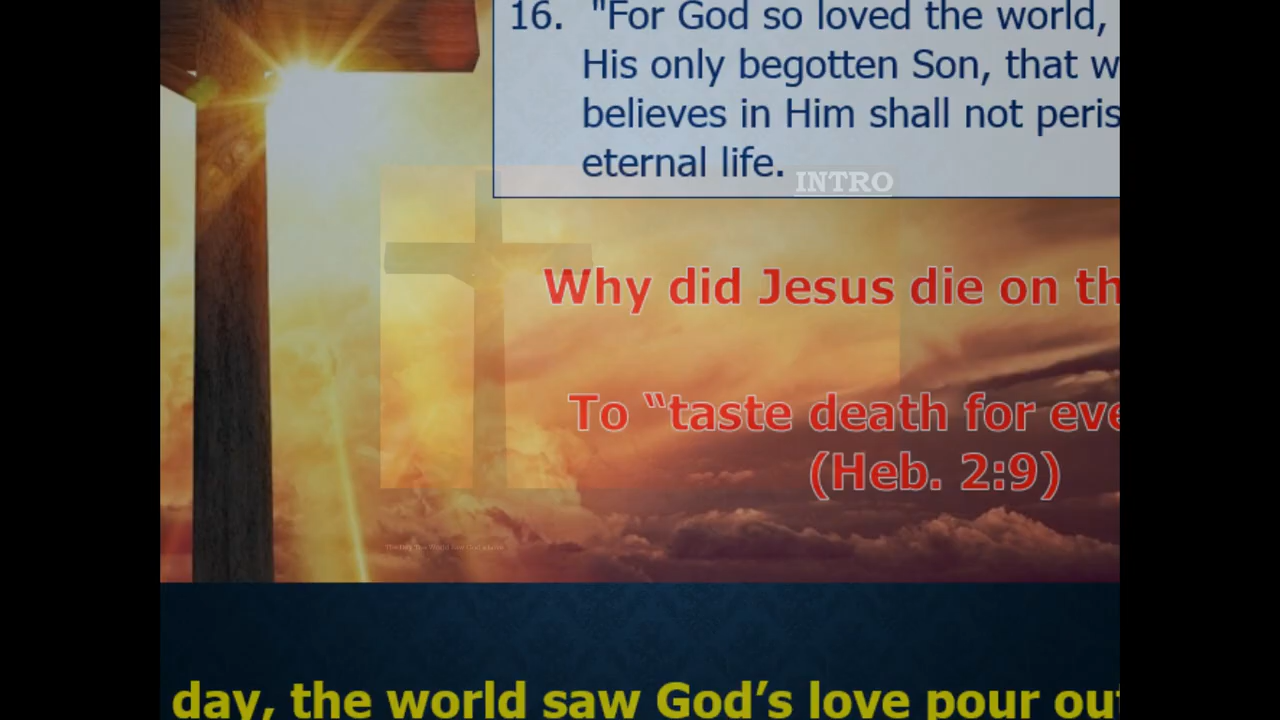 16. "For God so loved the world,
His only begotten Son, that w
believes in Him shall not peris
eternal life.
INTRO
Why did Jesus die on th
To “taste death for eve
(Heb. 2:9)
day, the world saw God’s love pour out